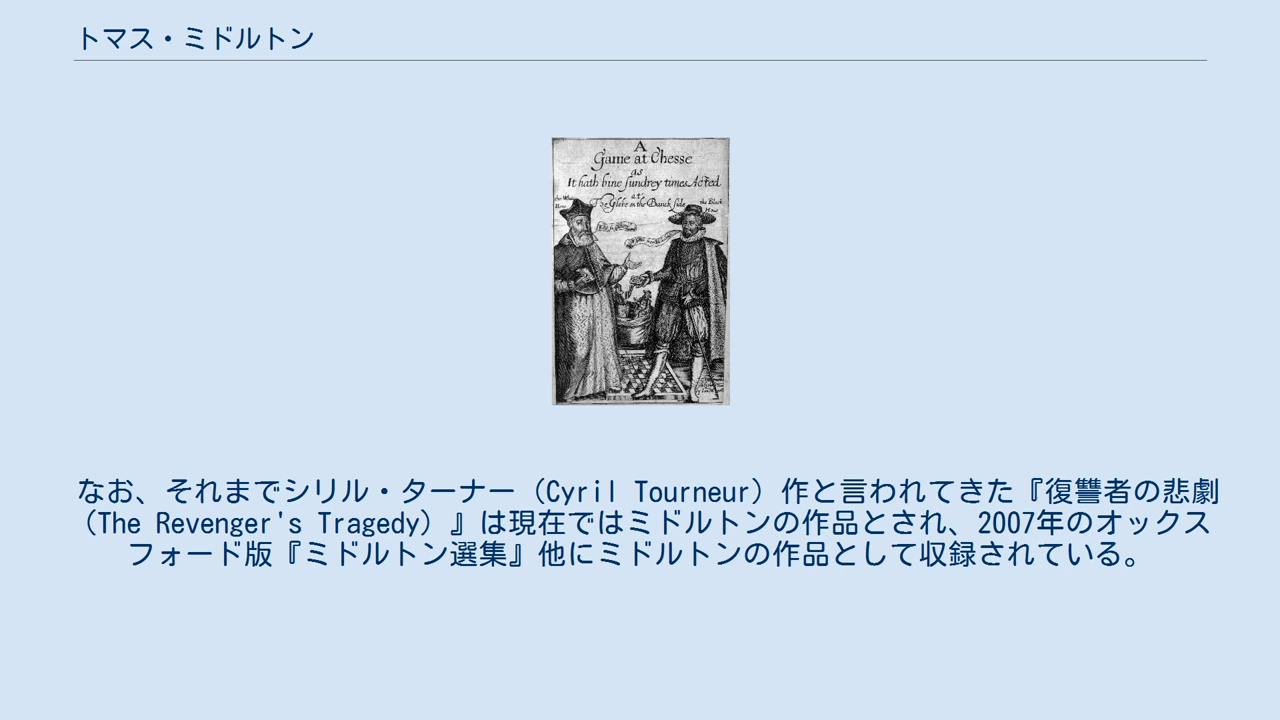 トマス・ミドルトン
A
Game at Chesse
as
It hath bine sundrey times Acted
at
The Globe on the Banck side
the Black
なお、それまでシリル・ターナー（Cyril Tourneur）作と言われてきた『復讐者の悲劇
（The Revenger's Tragedy）』は現在ではミドルトンの作品とされ、2007年のオックス
フォード版『ミドルトン選集』他にミドルトンの作品として収録されている。